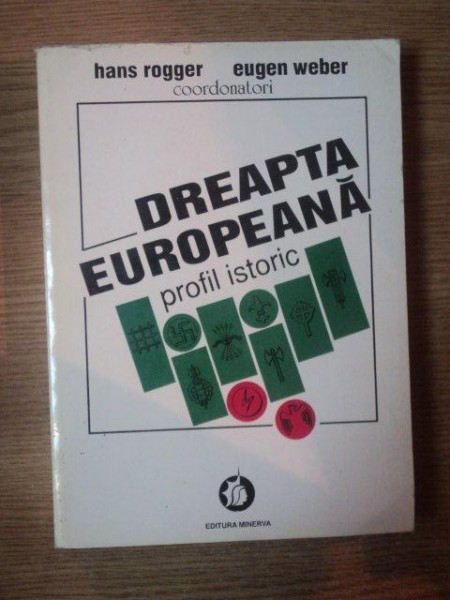 hans rogger eugen weber
coordonatori
DREAPTA
EUROPEANĂ
profil istoric
EDITURA MINERVA